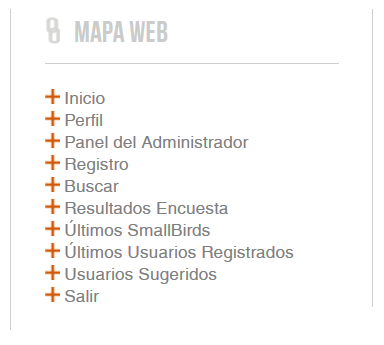 MAPA WEB
Inicio
Perfil
Panel del Administrador
Registro
Buscar
Resultados Encuesta
Últimos SmallBirds
Últimos Usuarios Registrados
Usuarios Sugeridos
Salir